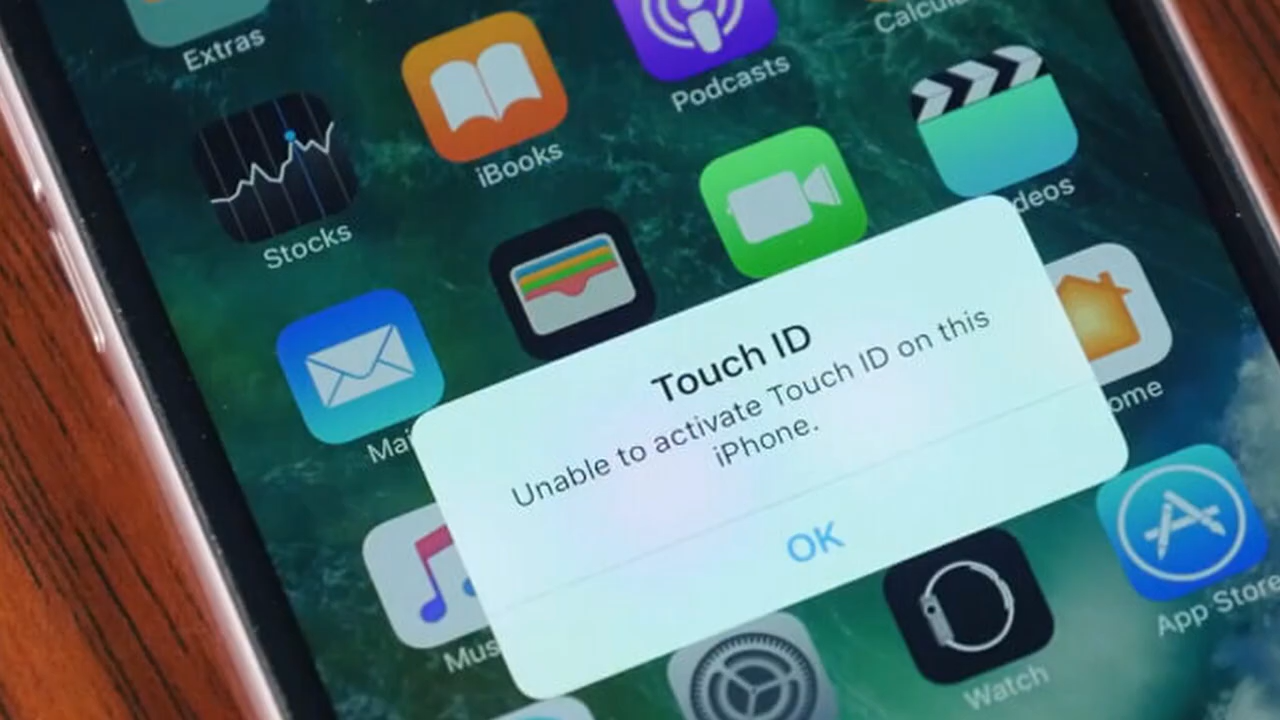 Extras
Podcasts
iBooks
Stocks
Touch ID
Unable to activate Touch ID on this
iPhone.
OK
App Store
Watch